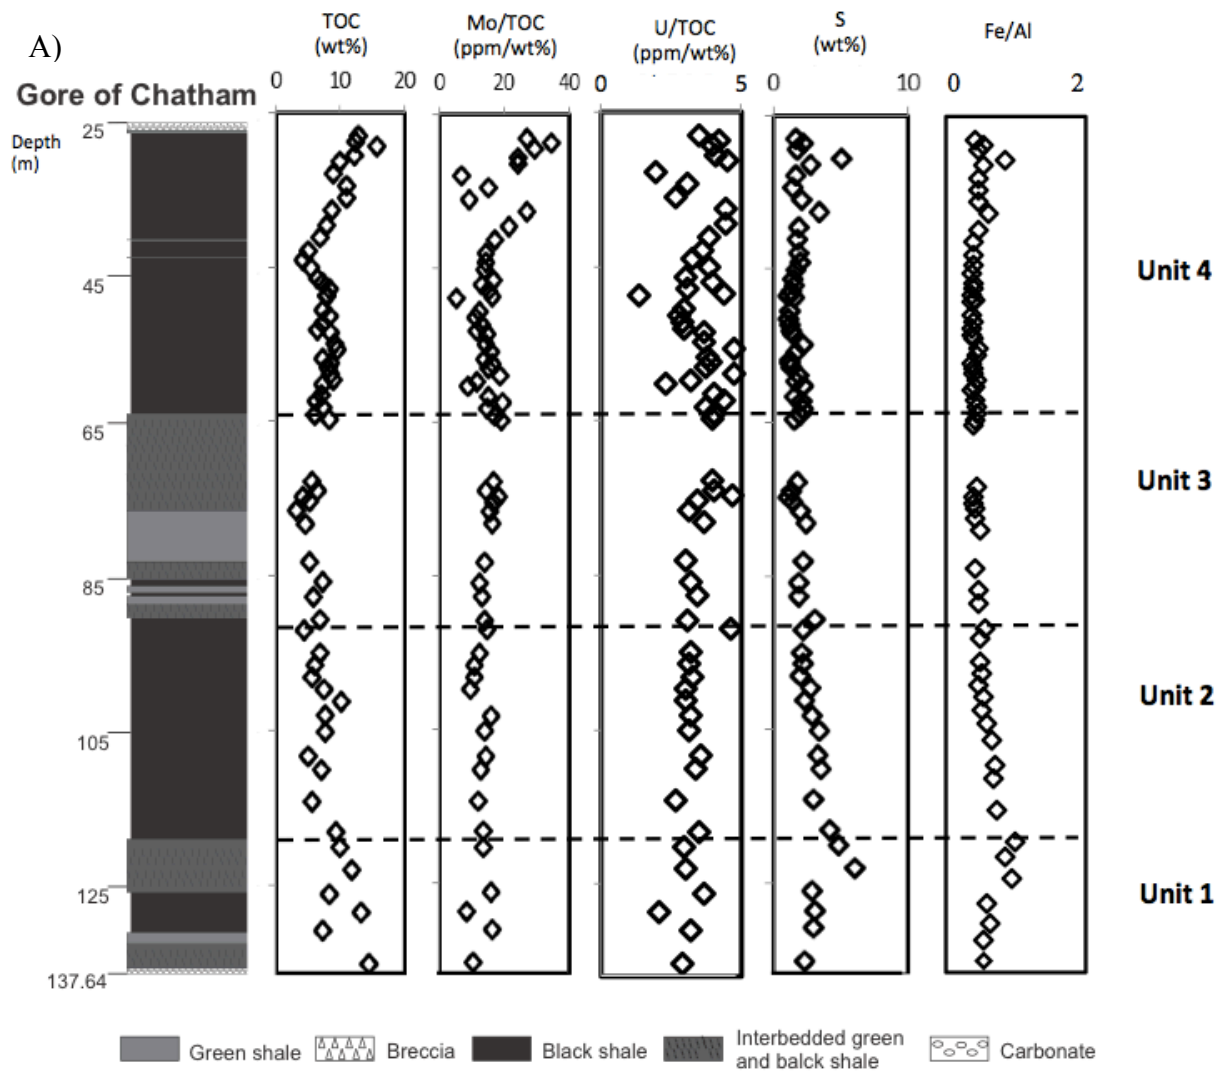 A)
Gore of Chatham
TOC
(wt%)
Mo/TOC
(ppm/wt%)
U/TOC
(ppm/wt%)
S
(wt%)
Fe/Al
0 10 20
0 20 40
0 5
0 10
0 2
Depth
(m)
25
45
65
85
105
125
137.64
Unit 4
Unit 3
Unit 2
Unit 1
Green shale
Breccia
Black shale
Interbedded green
and balck shale
Carbonate